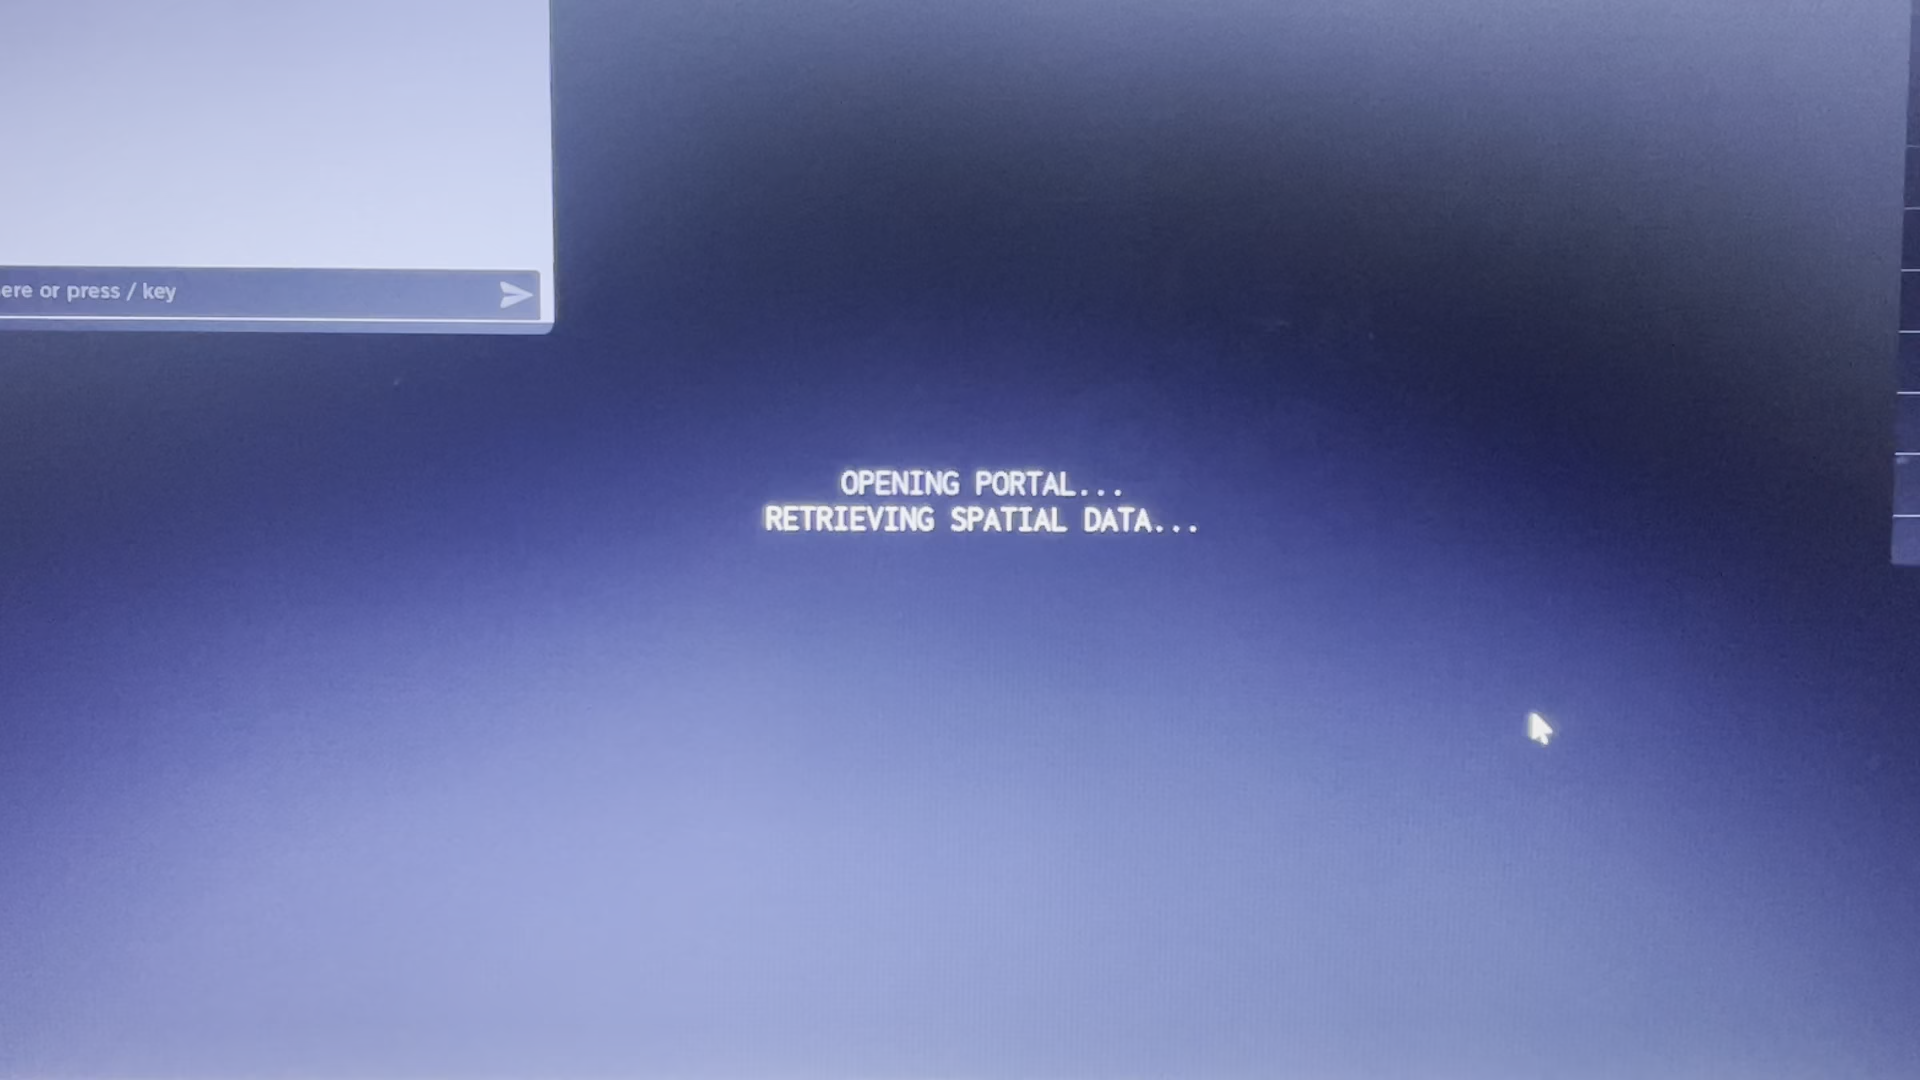 ere or press / key
OPENING PORTAL...
RETRIEVING SPATIAL DATA...